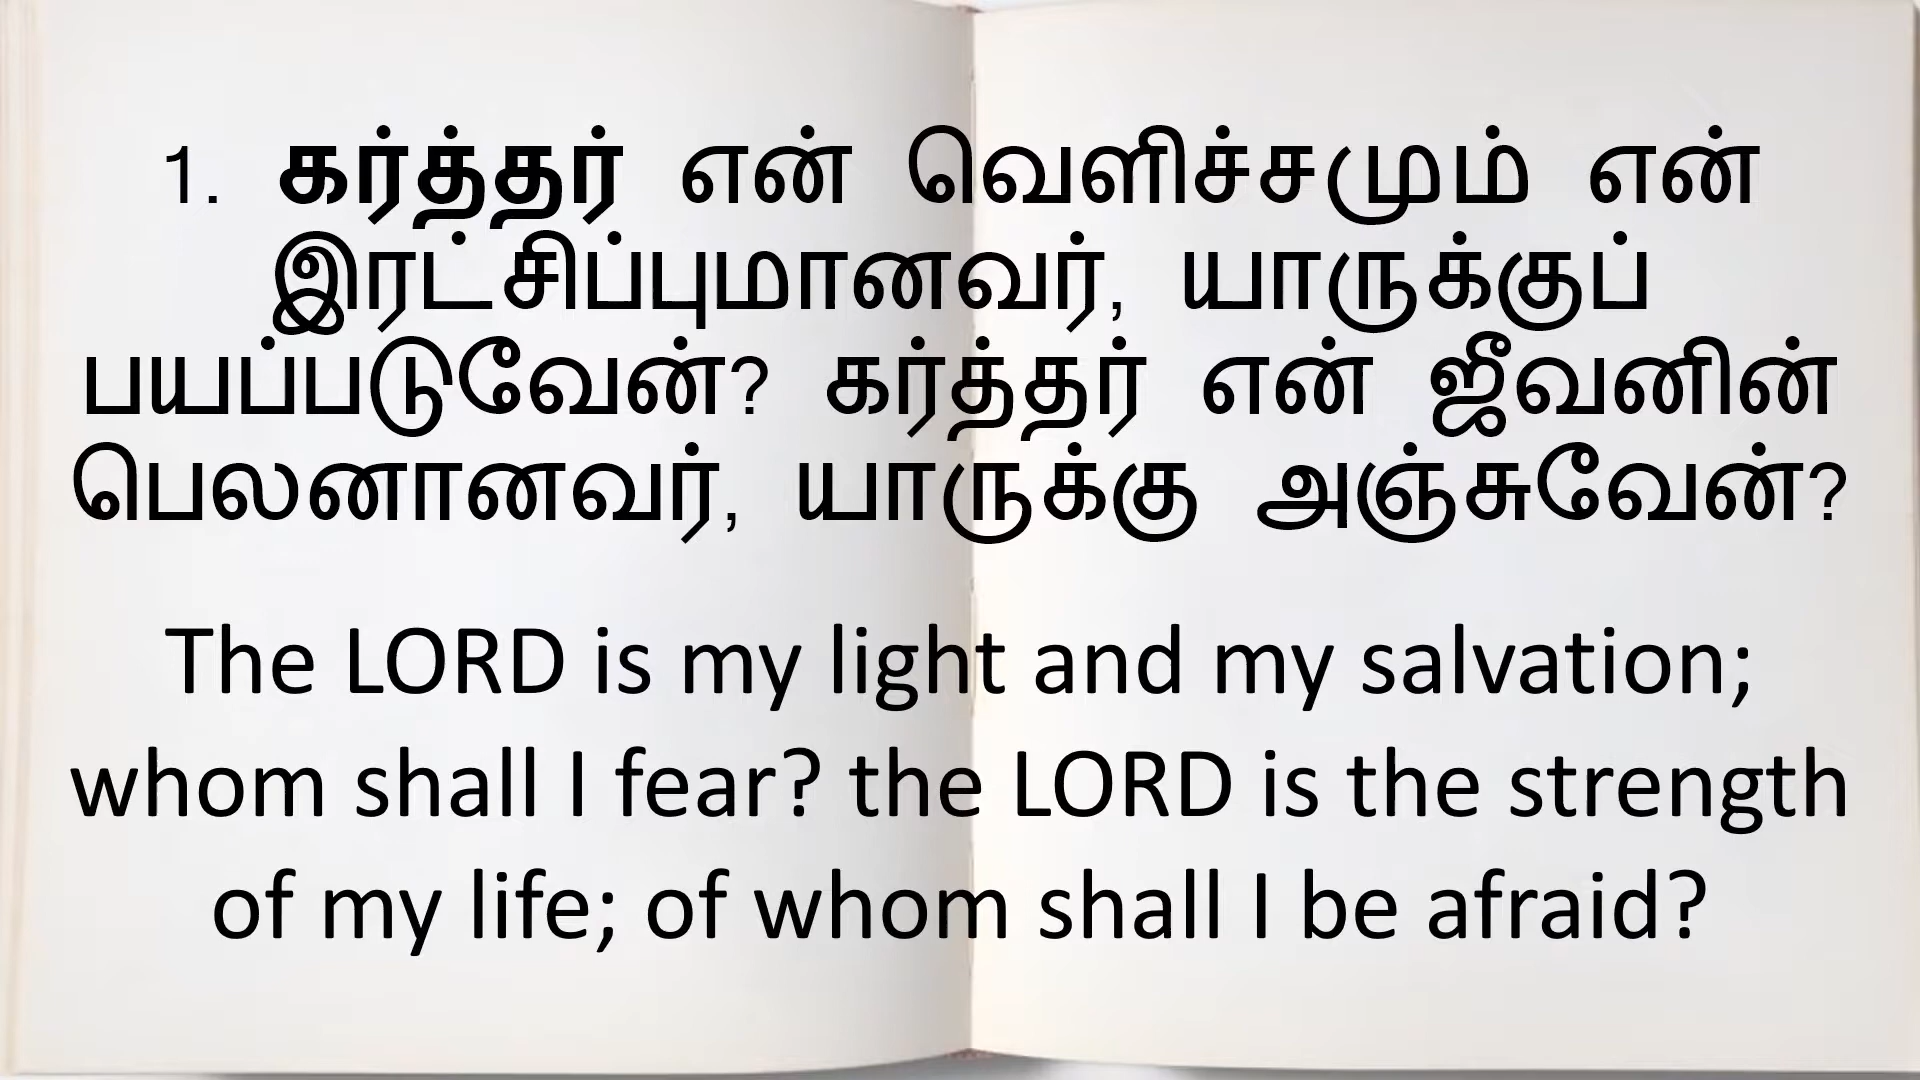 1. கர்த்தர் என் வெளிச்சமும் என்
இரட்சிப்புமானவர், யாருக்குப்
பயப்படுவேன்? கர்த்தர் என் ஜீவனின்
பெலனானவர், யாருக்கு அஞ்சுவேன்?
The LORD is my light and my salvation;
whom shall I fear? the LORD is the strength
of my life; of whom shall I be afraid?